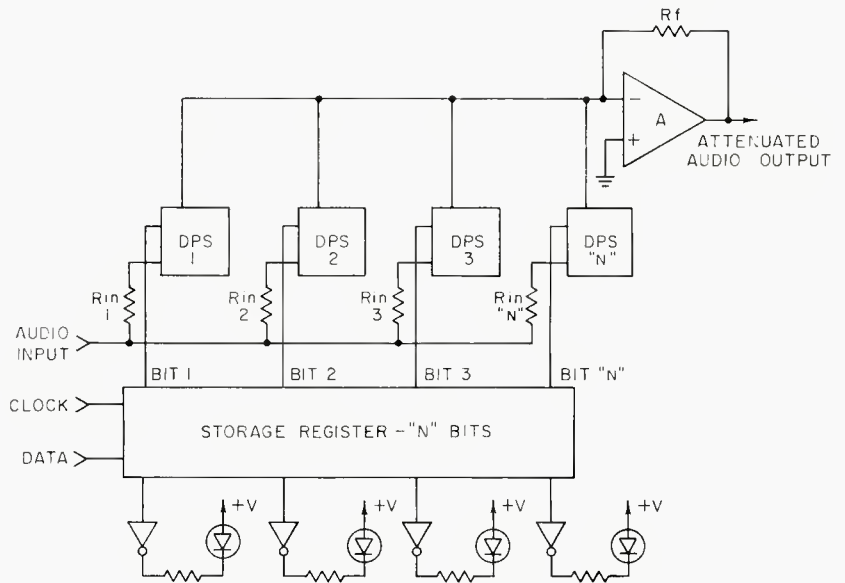 Rf
−
A
+
ATTENUATED
AUDIO OUTPUT
DPS
1
DPS
2
DPS
3
DPS
"N"
Rin
1
Rin
2
Rin
3
Rin
"N"
AUDIO
INPUT
BIT 1
BIT 2
BIT 3
BIT "N"
CLOCK
STORAGE REGISTER - "N" BITS
DATA
+V
+V
+V
+V